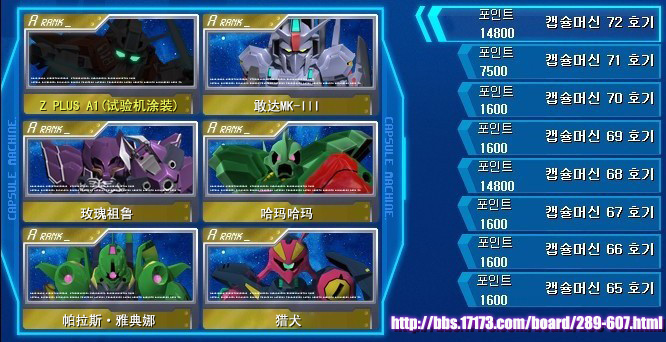 A RANK_
A RANK_
Z PLUS A1(试验机涂装)
敢达MK-III
A RANK_
A RANK_
玫瑰祖鲁
哈玛哈玛
A RANK_
A RANK_
帕拉斯·雅典娜
猎犬
CAPSULE MACHINE
CAPSULE MACHINE
포인트
14800
캡슐머신 72 호기
포인트
7500
캡슐머신 71 호기
포인트
1600
캡슐머신 70 호기
포인트
1600
캡슐머신 69 호기
포인트
14800
캡슐머신 68 호기
포인트
1600
캡슐머신 67 호기
포인트
1600
캡슐머신 66 호기
포인트
1600
캡슐머신 65 호기
http://bbs.17173.com/board/289-607.html